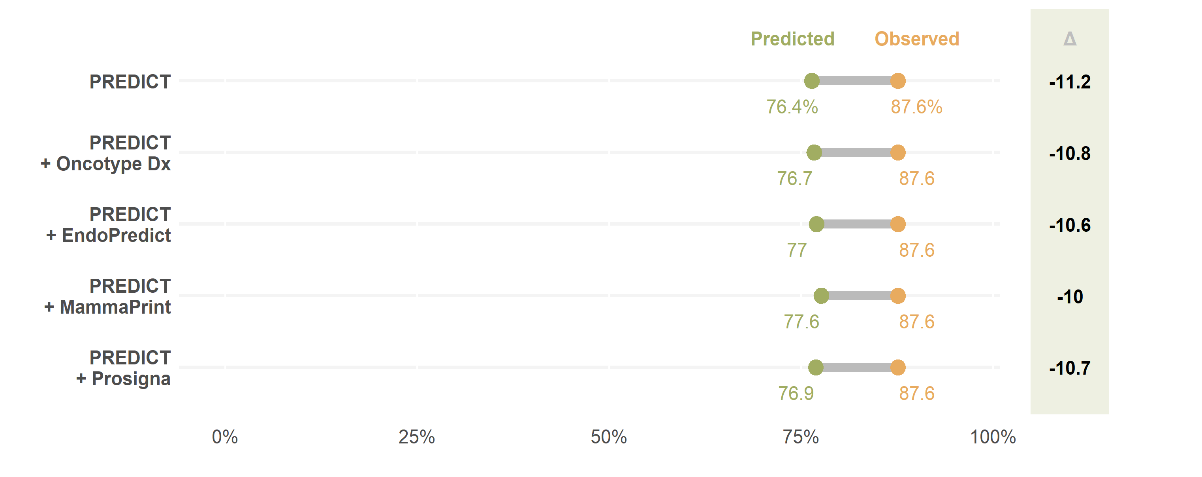 Predicted Observed Δ
PREDICT -11.2
76.4% 87.6%
PREDICT
+ Oncotype Dx -10.8
76.7 87.6
PREDICT
+ EndoPredict -10.6
77 87.6
PREDICT
+ MammaPrint -10
77.6 87.6
PREDICT
+ Prosigna -10.7
76.9 87.6
0% 25% 50% 75% 100%